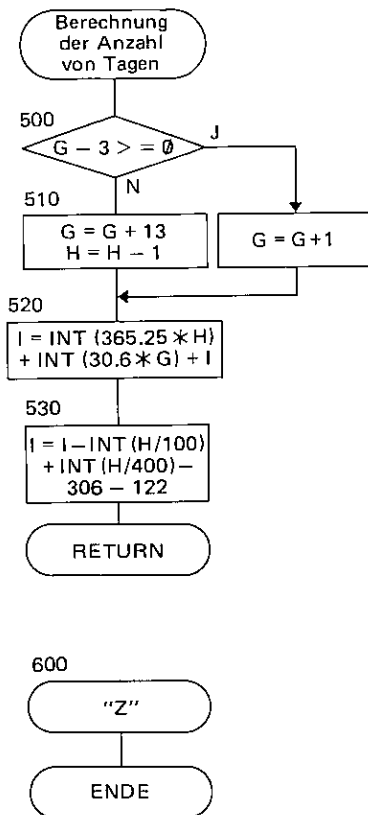 Berechnung
der Anzahl
von Tagen
500
G – 3 > = Ø
J
N
510
G = G + 13
H = H – 1
G = G+1
520
I = INT (365.25 * H)
+ INT (30.6 * G) + I
530
I = I – INT (H/100)
+ INT (H/400) –
306 – 122
RETURN
600
"Z"
ENDE